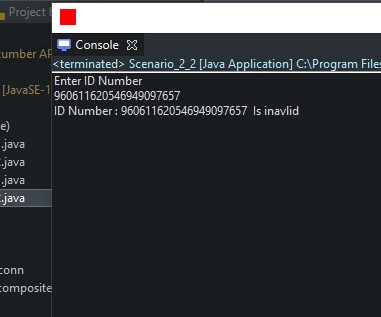 Project E
Console
<terminated> Scenario_2_2 [Java Application] C:\Program Files
cumber AP
Enter ID Number
960611620546949097657
[JavaSE-1
ID Number : 960611620546949097657 Is inavlid
e)
.java
.java
.java
.java
conn
composite